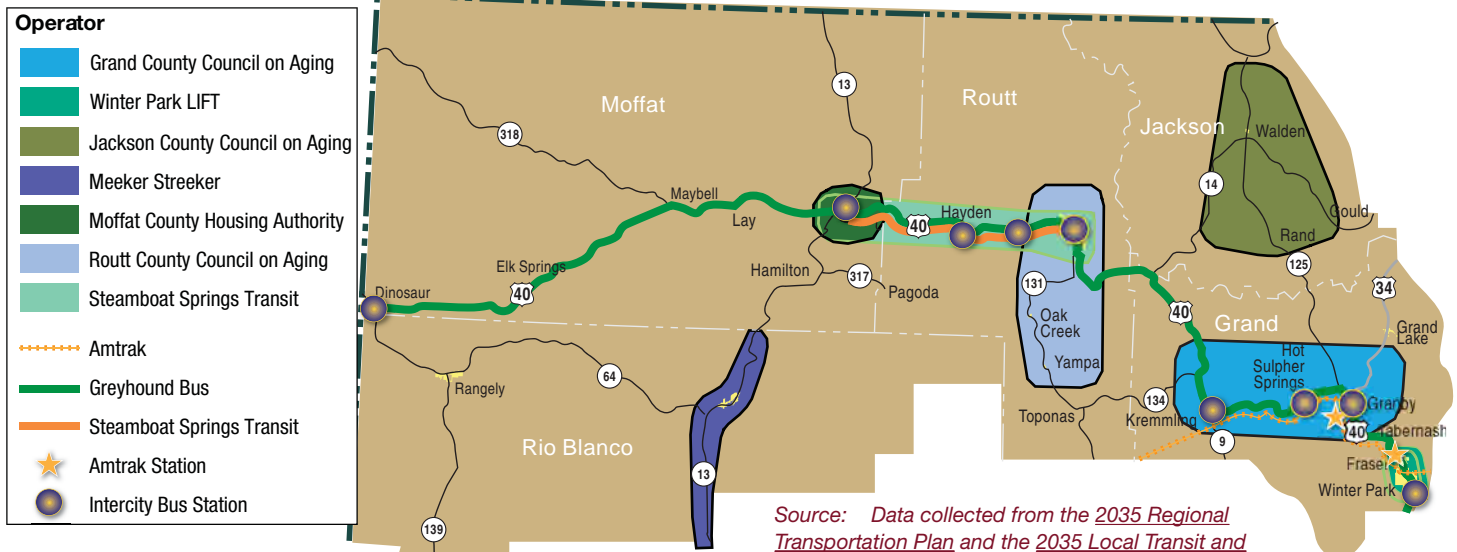 Operator
Grand County Council on Aging
Winter Park LIFT
Jackson County Council on Aging
Meeker Streeker
Moffat County Housing Authority
Routt County Council on Aging
Steamboat Springs Transit
Amtrak
Greyhound Bus
Steamboat Springs Transit
Amtrak Station
Intercity Bus Station
Moffat
Routt
Jackson
Grand
Rio Blanco
13
318
Maybell
Lay
Elk Springs
40
Dinosaur
Hayden
40
Hamilton
317
Pagoda
Rangely
64
13
139
131
Oak
Creek
Yampa
Toponas
134
Kremmling
9
40
Walden
14
Gould
Rand
125
34
Grand
Lake
Hot
Sulpher
Springs
Granby
40
Tabernash
Fraser
Winter Park
Source: Data collected from the 2035 Regional
Transportation Plan and the 2035 Local Transit and